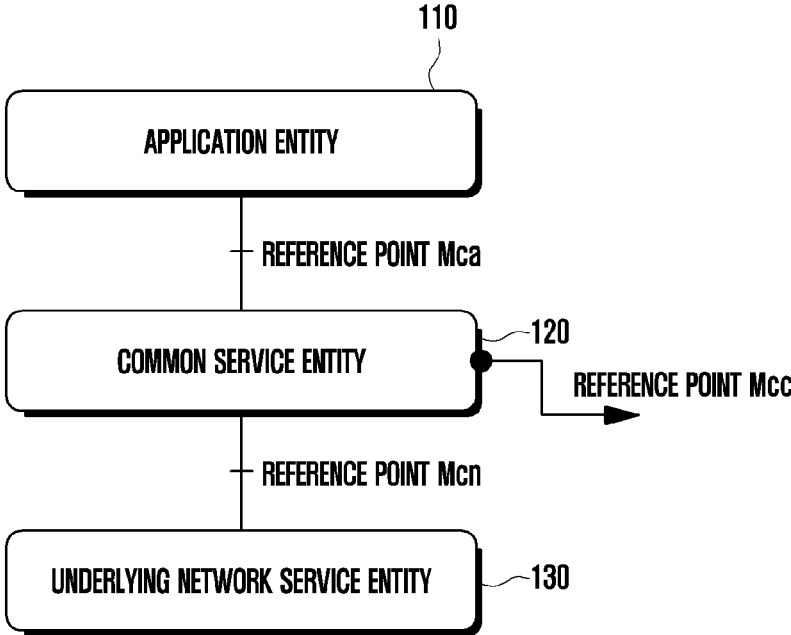 110
APPLICATION ENTITY
REFERENCE POINT Mca
120
COMMON SERVICE ENTITY
REFERENCE POINT Mcc
REFERENCE POINT Mcn
UNDERLYING NETWORK SERVICE ENTITY
130